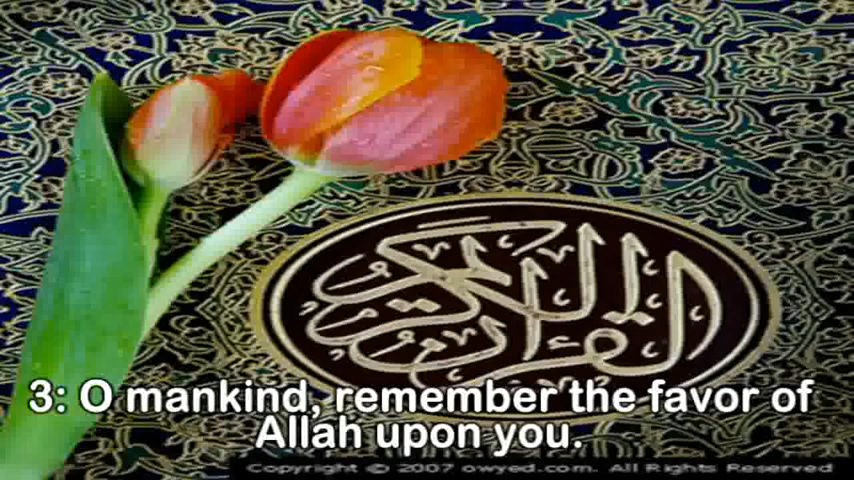 القرآن الكريم
3: O mankind, remember the favor of
Allah upon you.
Copyright © 2007 owyed.com. All Rights Reserved